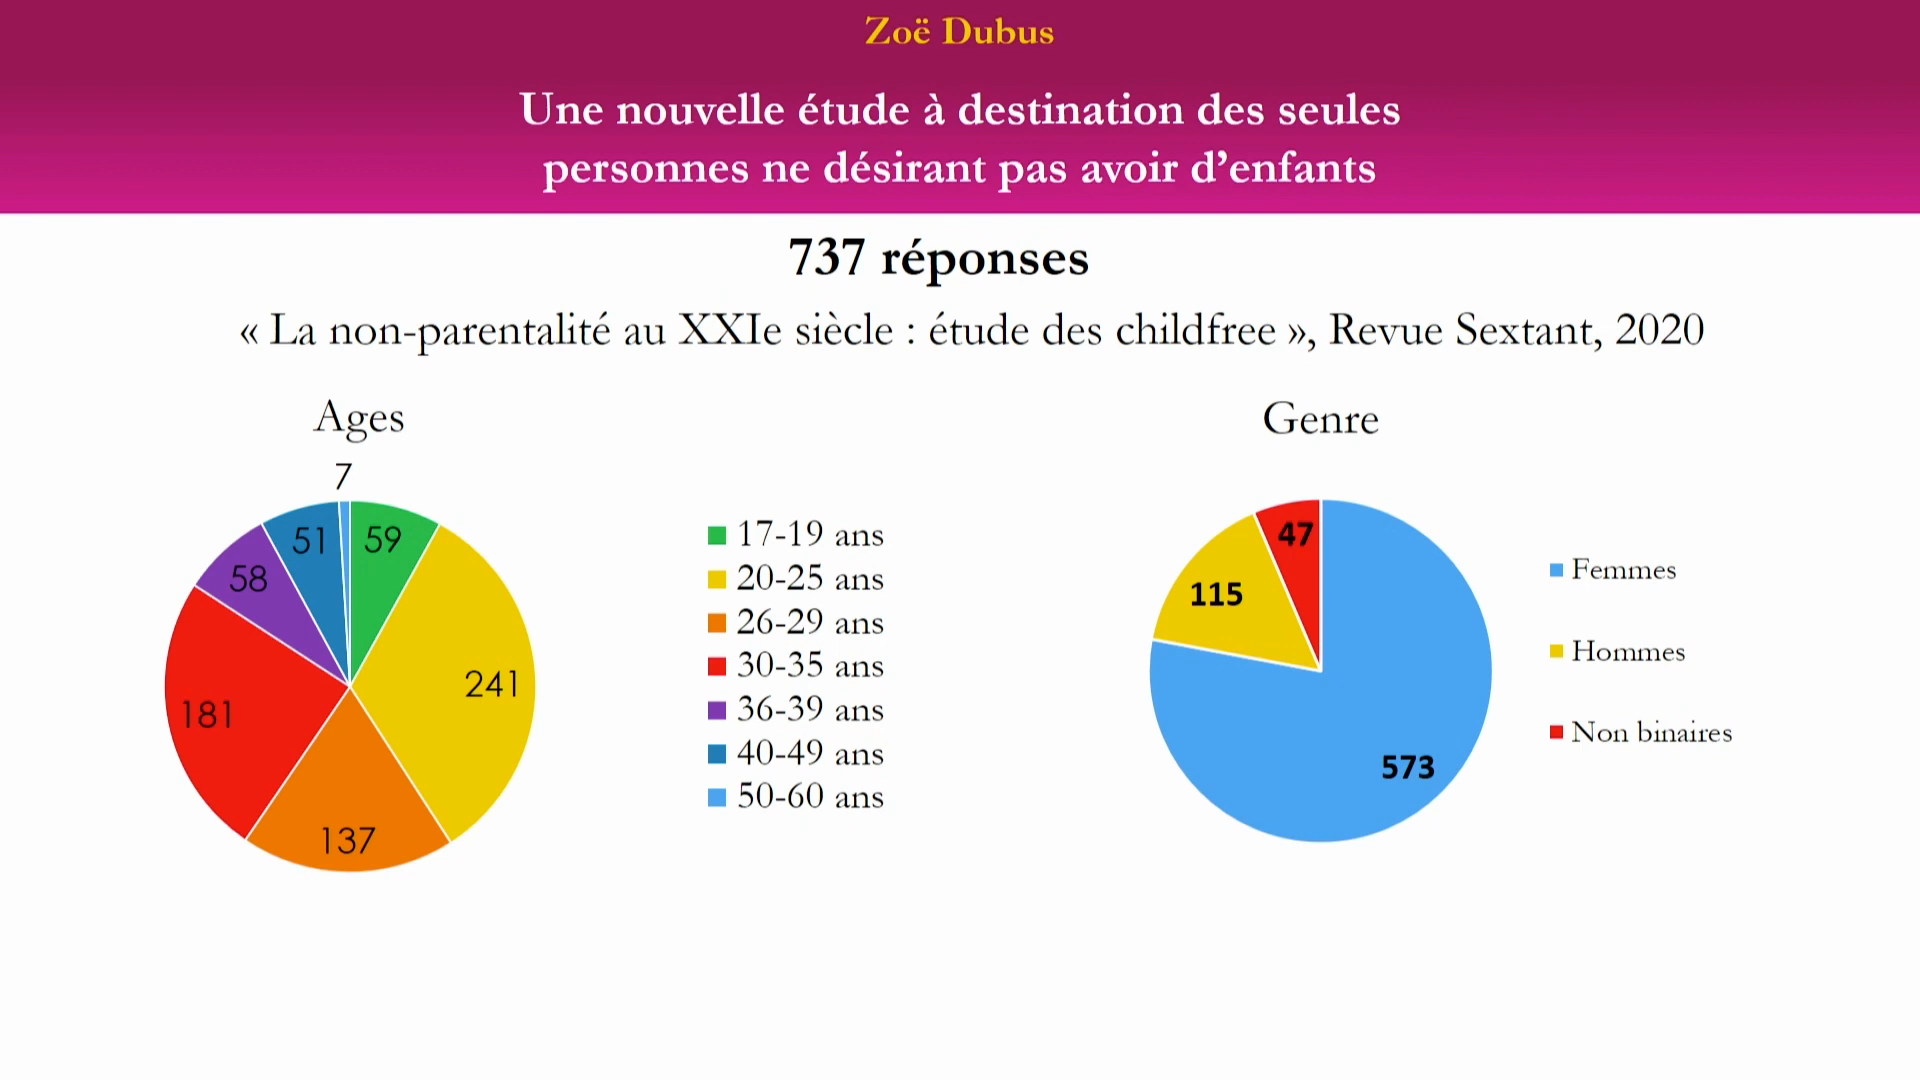 Zoë Dubus
Une nouvelle étude à destination des seules
personnes ne désirant pas avoir d’enfants
737 réponses
« La non-parentalité au XXIe siècle : étude des childfree », Revue Sextant, 2020
Ages
7
59
51
58
241
181
137
17-19 ans
20-25 ans
26-29 ans
30-35 ans
36-39 ans
40-49 ans
50-60 ans
Genre
47
115
573
Femmes
Hommes
Non binaires